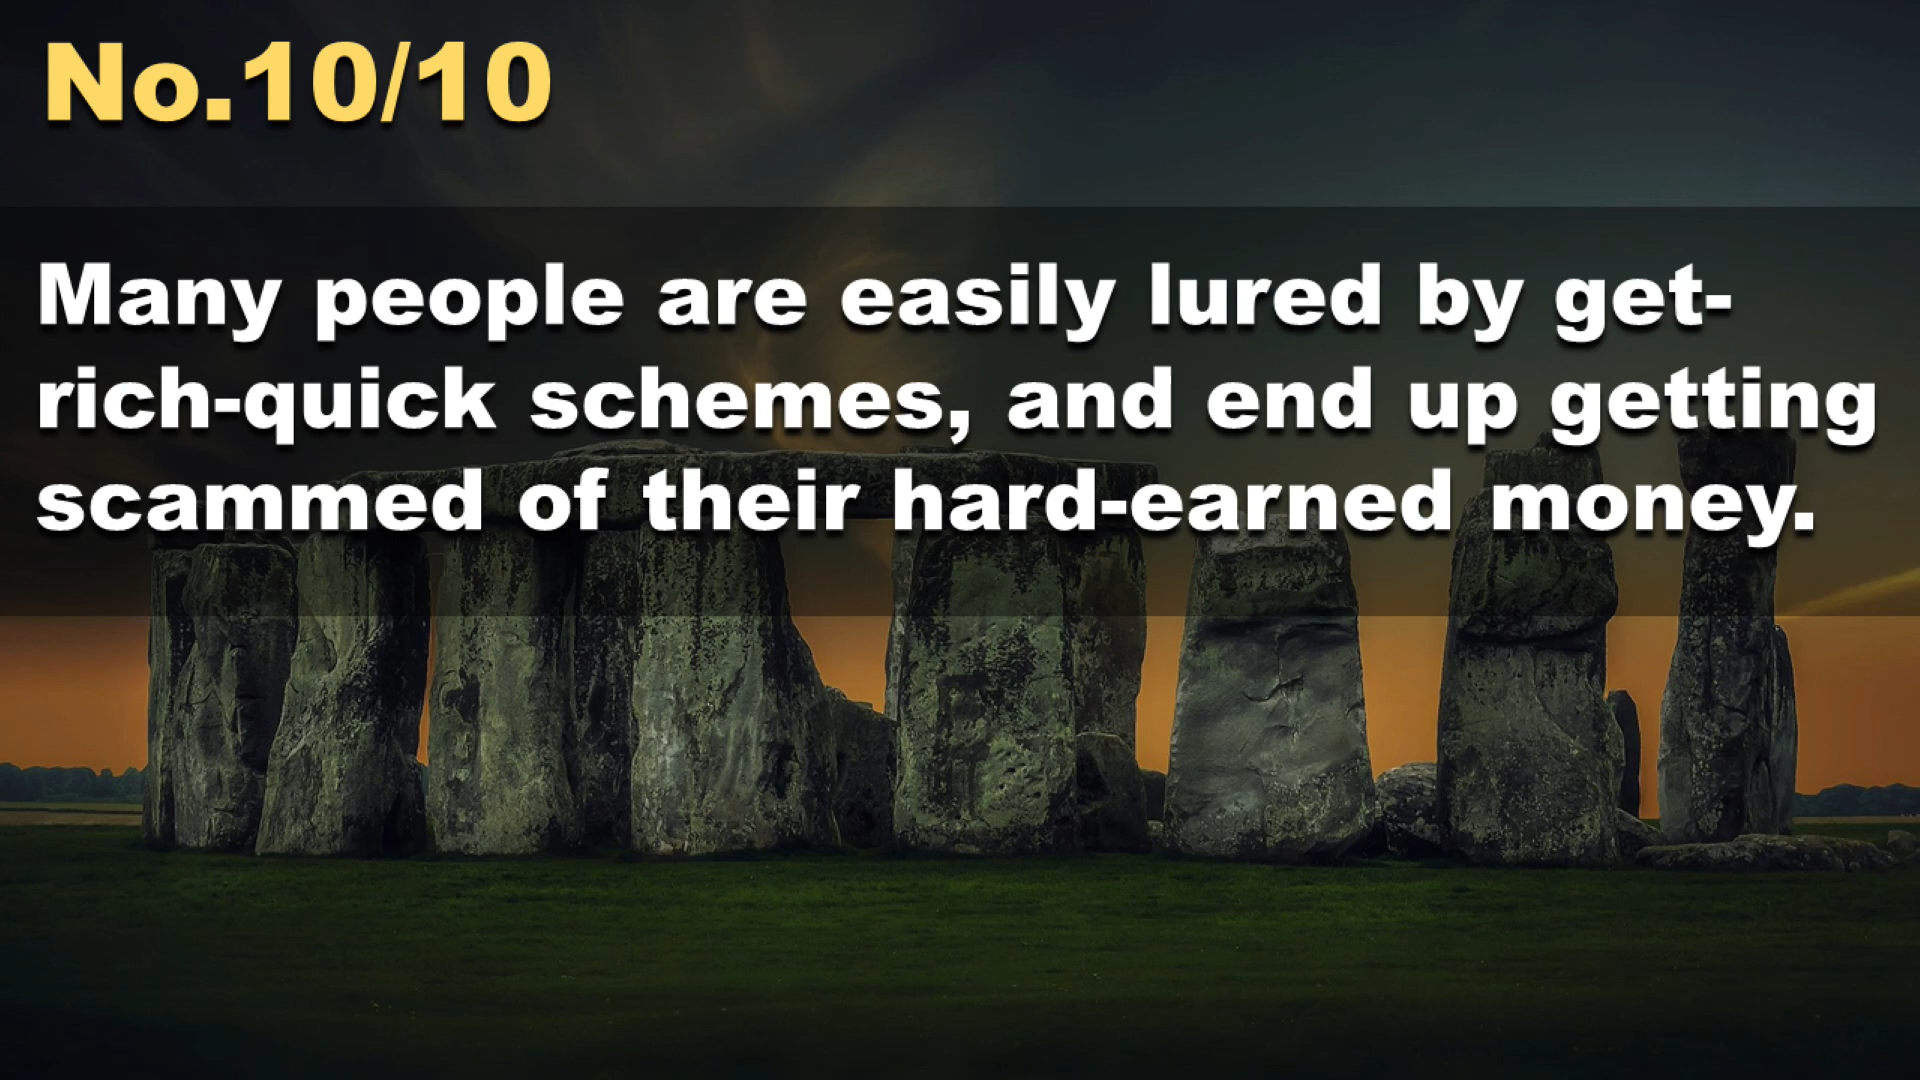 No.10/10
Many people are easily lured by get-
rich-quick schemes, and end up getting
scammed of their hard-earned money.